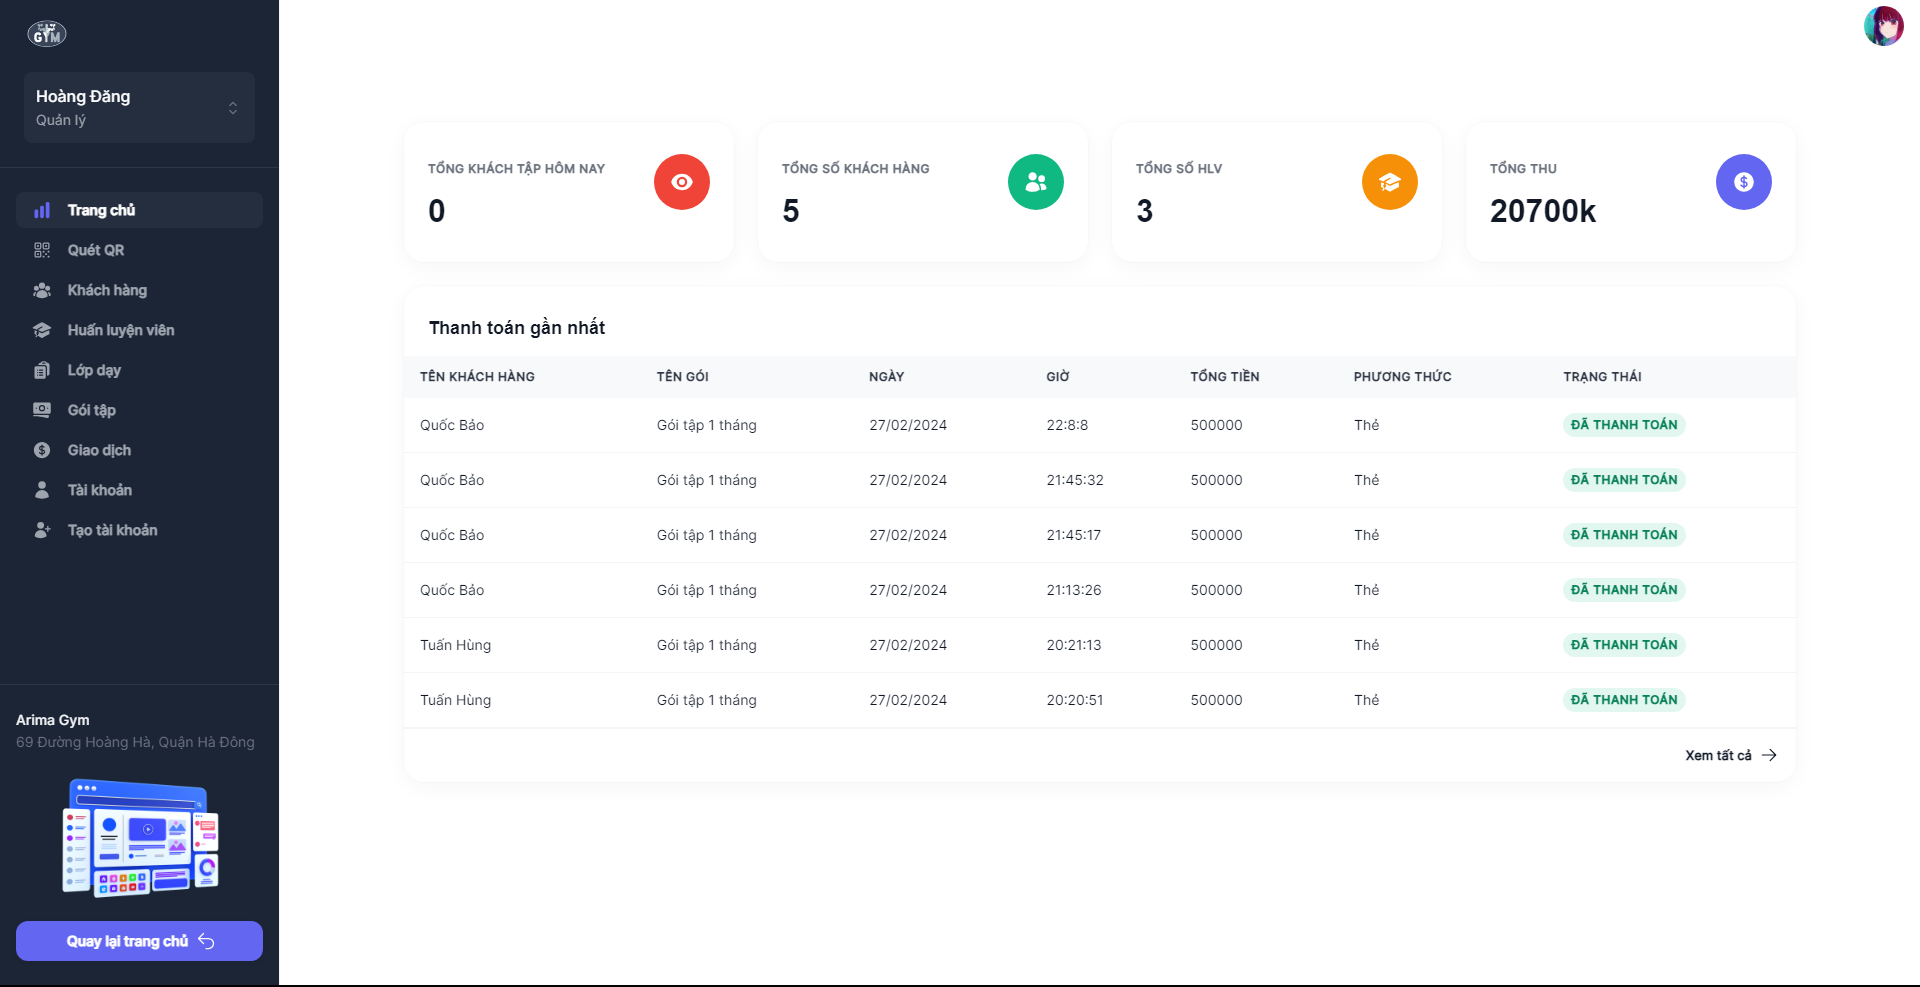 GYM
Hoàng Đăng
Quản lý
Trang chủ
Quét QR
Khách hàng
Huấn luyện viên
Lớp dạy
Gói tập
Giao dịch
Tài khoản
Tạo tài khoản
Arima Gym
69 Đường Hoàng Hà, Quận Hà Đông
Quay lại trang chủ
TỔNG KHÁCH TẬP HÔM NAY
0
TỔNG SỐ KHÁCH HÀNG
5
TỔNG SỐ HLV
3
TỔNG THU
20700k
Thanh toán gần nhất
TÊN KHÁCH HÀNG TÊN GÓI NGÀY GIỜ TỔNG TIỀN PHƯƠNG THỨC TRẠNG THÁI
Quốc Bảo Gói tập 1 tháng 27/02/2024 22:8:8 500000 Thẻ ĐÃ THANH TOÁN
Quốc Bảo Gói tập 1 tháng 27/02/2024 21:45:32 500000 Thẻ ĐÃ THANH TOÁN
Quốc Bảo Gói tập 1 tháng 27/02/2024 21:45:17 500000 Thẻ ĐÃ THANH TOÁN
Quốc Bảo Gói tập 1 tháng 27/02/2024 21:13:26 500000 Thẻ ĐÃ THANH TOÁN
Tuấn Hùng Gói tập 1 tháng 27/02/2024 20:21:13 500000 Thẻ ĐÃ THANH TOÁN
Tuấn Hùng Gói tập 1 tháng 27/02/2024 20:20:51 500000 Thẻ ĐÃ THANH TOÁN
Xem tất cả